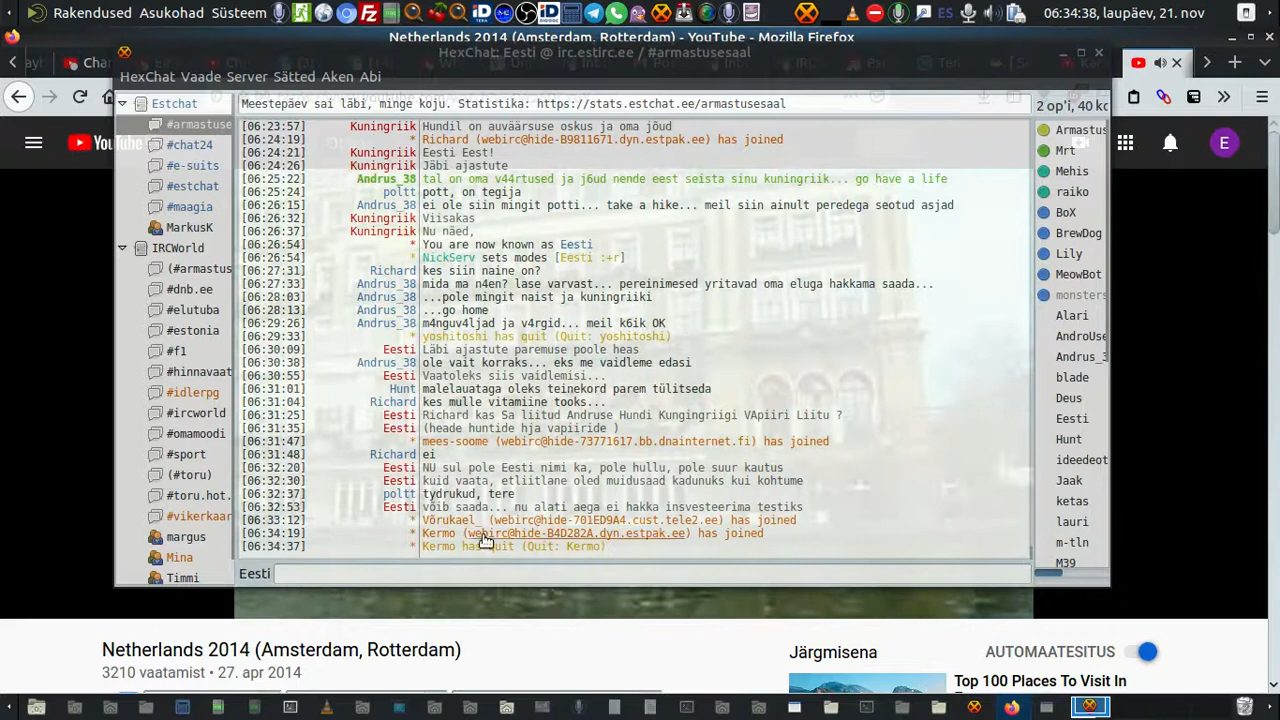 Rakendused Asukohad Süsteem
ES
06:34:38, laupäev, 21. nov
Netherlands 2014 (Amsterdam, Rotterdam) - YouTube - Mozilla Firefox
HexChat: Eesti @ irc.estirc.ee / #armastusesaal
HexChat Vaade Server Sätted Aken Abi
Estchat
#armastuse
#chat24
#e-suits
#estchat
#maagia
MarkusK
IRCWorld
(#armastus
#dnb.ee
#elutuba
#estonia
#f1
#hinnavaat
#idlerpg
#ircworld
#omamoodi
#sport
(#toru)
#toru.hot.
#vikerkaar
margus
Mina
Timmi
Meestepäev sai läbi, minge koju. Statistika: https://stats.estchat.ee/armastusesaal
[06:23:57] Kuningriik Hundil on auväärsuse oskus ja oma jõud
[06:24:19] * Richard (webirc@hide-B9811671.dyn.estpak.ee) has joined
[06:24:21] Kuningriik Eesti Eest!
[06:24:26] Kuningriik Jäbi ajastute
[06:25:22] Andrus_38 tal on oma v44rtused ja j6ud nende eest seista sinu kuningriik... go have a life
[06:25:24] poltt pott, on tegija
[06:26:15] Andrus_38 ei ole siin mingit potti... take a hike... meil siin ainult peredega seotud asjad
[06:26:32] Kuningriik Viisakas
[06:26:37] Kuningriik Nu näed,
[06:26:54] * You are now known as Eesti
[06:26:54] * NickServ sets modes [Eesti :+r]
[06:27:31] Richard kes siin naine on?
[06:27:33] Andrus_38 mida ma n4en? lase varvast... pereinimesed yritavad oma eluga hakkama saada...
[06:28:03] Andrus_38 ...pole mingit naist ja kuningriiki
[06:28:13] Andrus_38 ...go home
[06:29:26] Andrus_38 m4nguv4ljad ja v4rgid... meil k6ik OK
[06:29:33] * yoshitoshi has quit (Quit: yoshitoshi)
[06:30:09] Eesti Läbi ajastute paremuse poole heas
[06:30:38] Andrus_38 ole vait korraks... eks me vaidleme edasi
[06:30:55] Eesti Vaatoleks siis vaidlemisi...
[06:31:01] Hunt malelauataga oleks teinekord parem tülitseda
[06:31:04] Richard kes mulle vitamiine tooks...
[06:31:25] Eesti Richard kas Sa liitud Andruse Hundi Kungingriigi VApiiri Liitu ?
[06:31:35] Eesti (heade huntide hja vapiiride )
[06:31:47] * mees-soome (webirc@hide-73771617.bb.dnainternet.fi) has joined
[06:31:48] Richard ei
[06:32:20] Eesti NU sul pole Eesti nimi ka, pole hullu, pole suur kautus
[06:32:30] Eesti kuid vaata, etliitlane oled muidusaad kadunuks kui kohtume
[06:32:37] poltt tydrukud, tere
[06:32:53] Eesti võib saada... nu alati aega ei hakka insvesteerima testiks
[06:33:12] * Võrukael_ (webirc@hide-701ED9A4.cust.tele2.ee) has joined
[06:34:19] * Kermo (webirc@hide-B4D282A.dyn.estpak.ee) has joined
[06:34:37] * Kermo has quit (Quit: Kermo)
Eesti
2 op'i, 40 kc
Armastus
Mrt
Mehis
raiko
BoX
BrewDog
Lily
MeowBot
monsters
Alari
AndroUse
Andrus_3
blade
Deus
Eesti
Hunt
ideedeot
Jaak
ketas
lauri
m-tln
M39
E
Netherlands 2014 (Amsterdam, Rotterdam)
3210 vaatamist • 27. apr 2014
Järgmisena
AUTOMAATESITUS
Top 100 Places To Visit In